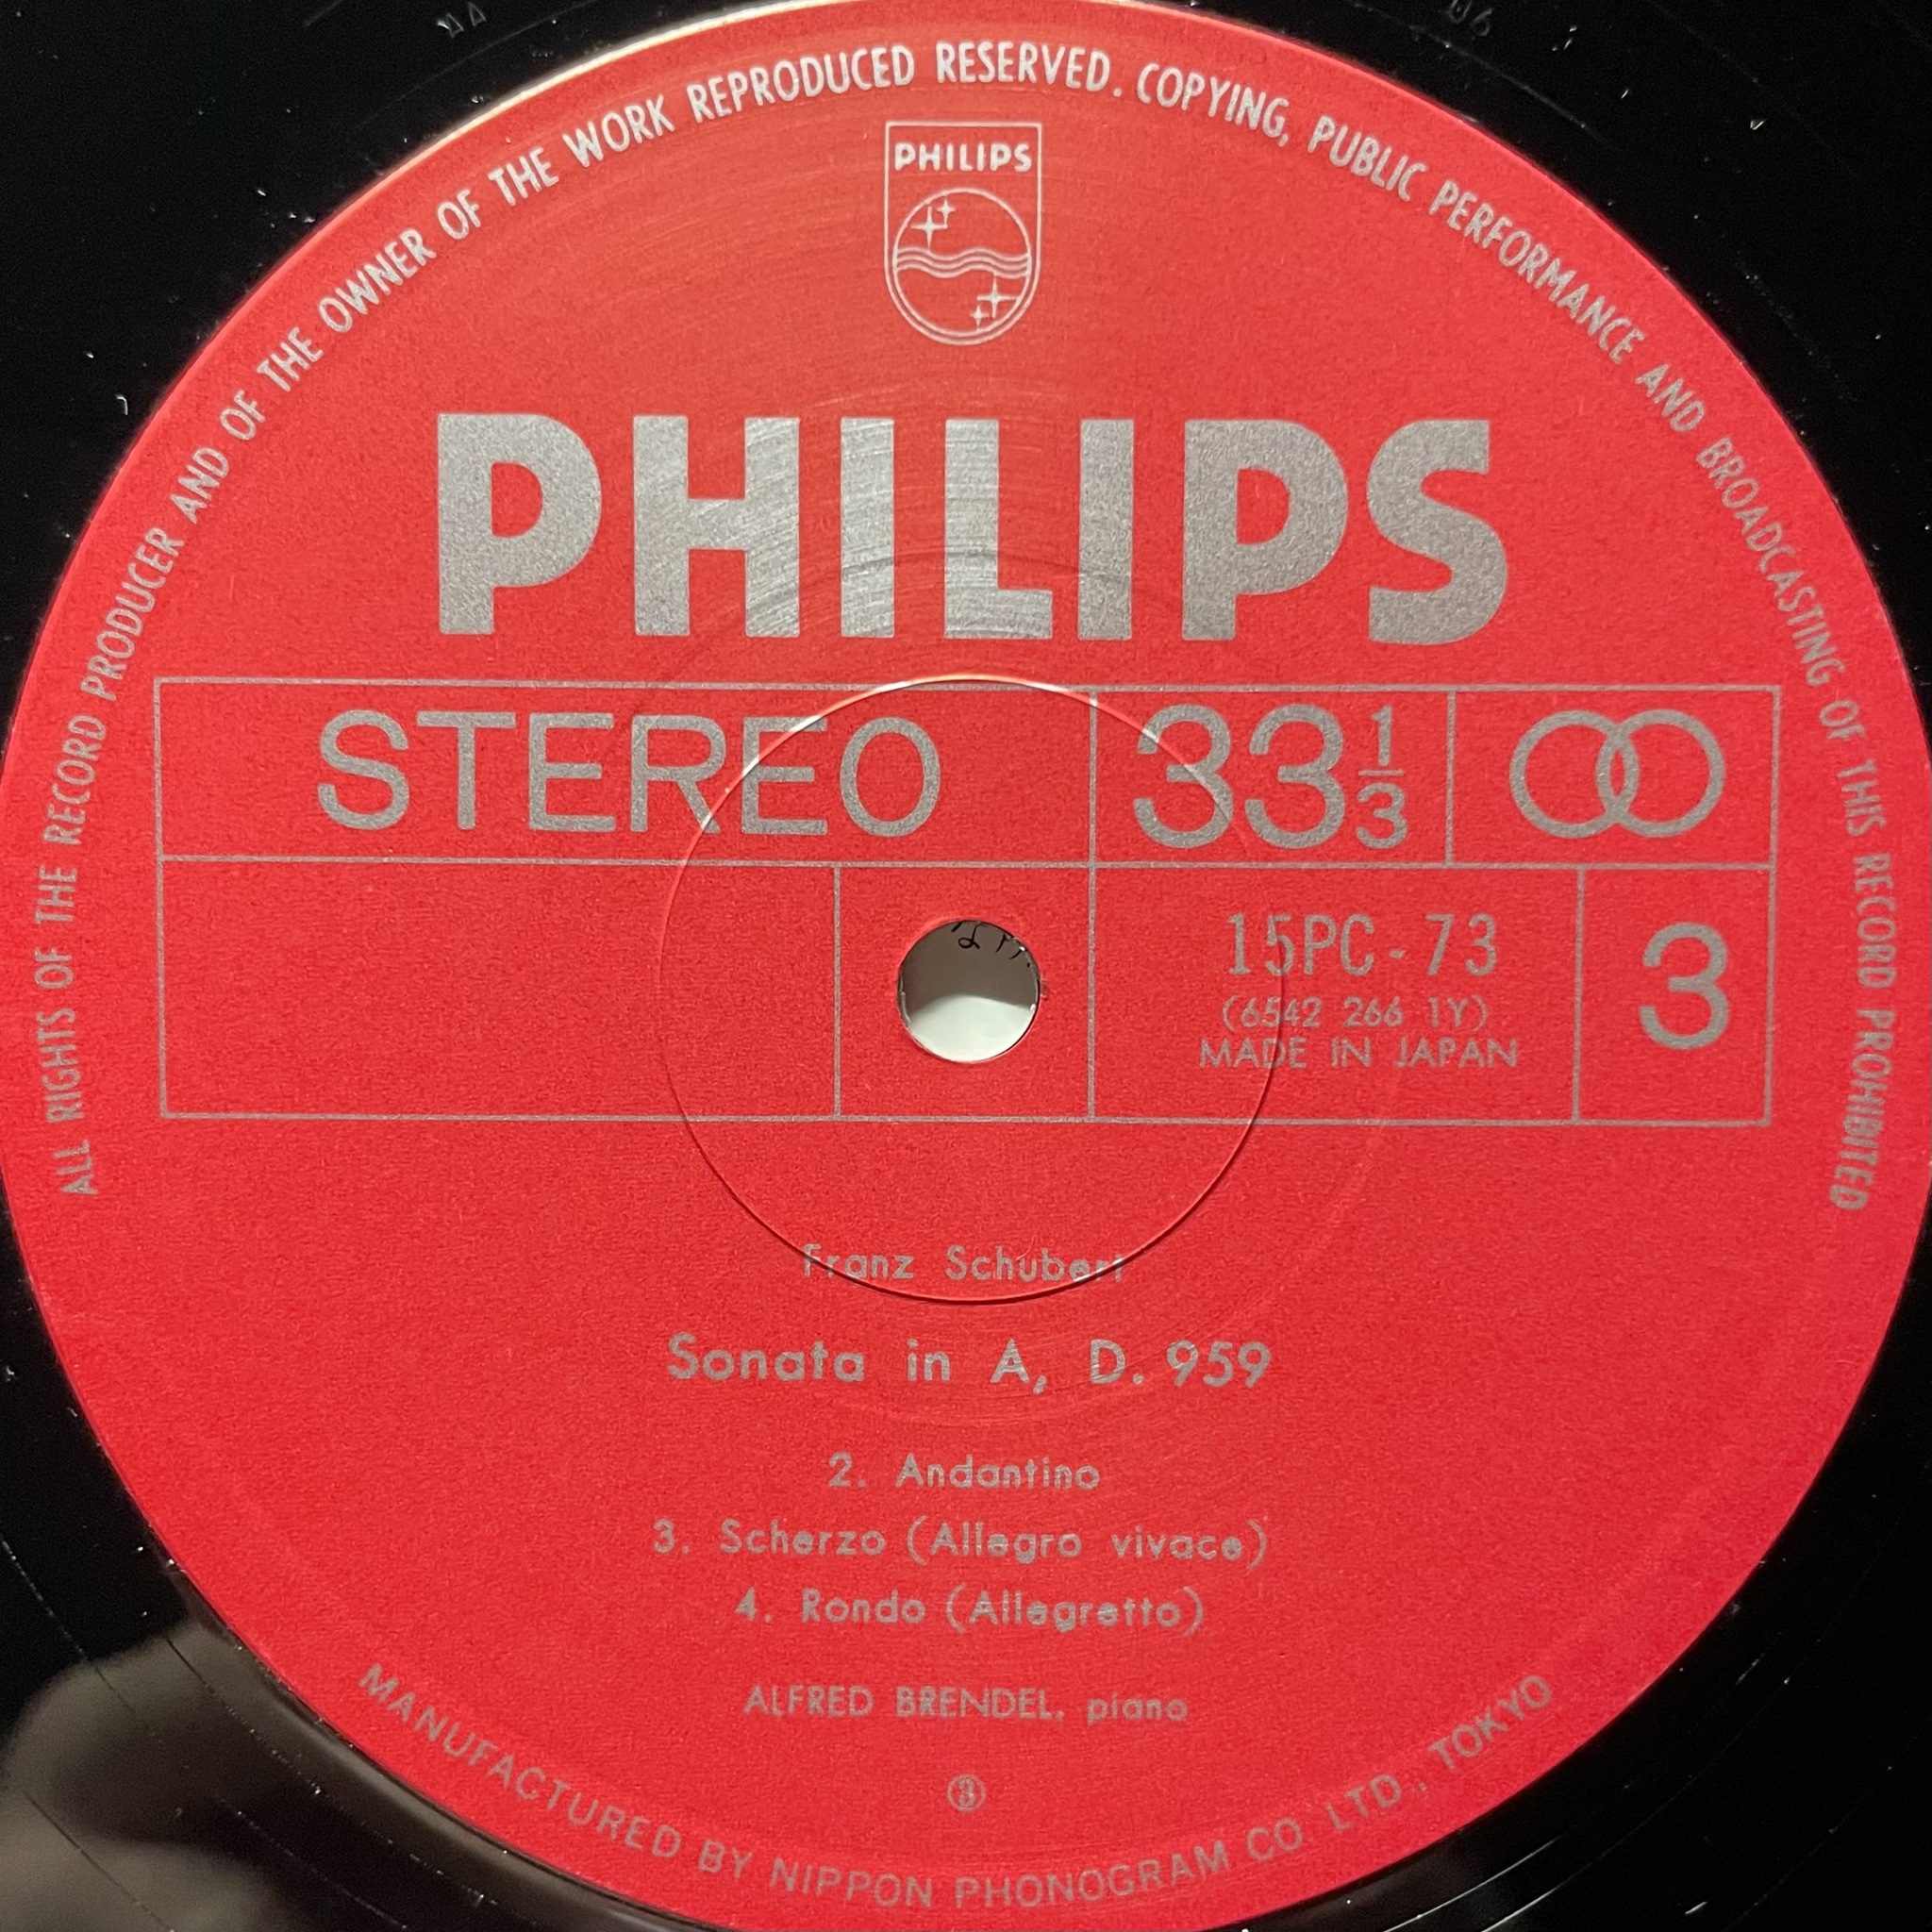 ALL RIGHTS OF THE RECORD PRODUCER AND OF THE OWNER OF THE WORK REPRODUCED RESERVED. COPYING, PUBLIC PERFORMANCE AND BROADCASTING OF THIS RECORD PROHIBITED
PHILIPS
PHILIPS
STEREO 33 1/3
15PC-73
(6542 266 1Y)
MADE IN JAPAN
3
Franz Schubert
Sonata in A, D. 959
2. Andantino
3. Scherzo (Allegro vivace)
4. Rondo (Allegretto)
ALFRED BRENDEL, piano
③
MANUFACTURED BY NIPPON PHONOGRAM CO. LTD., TOKYO